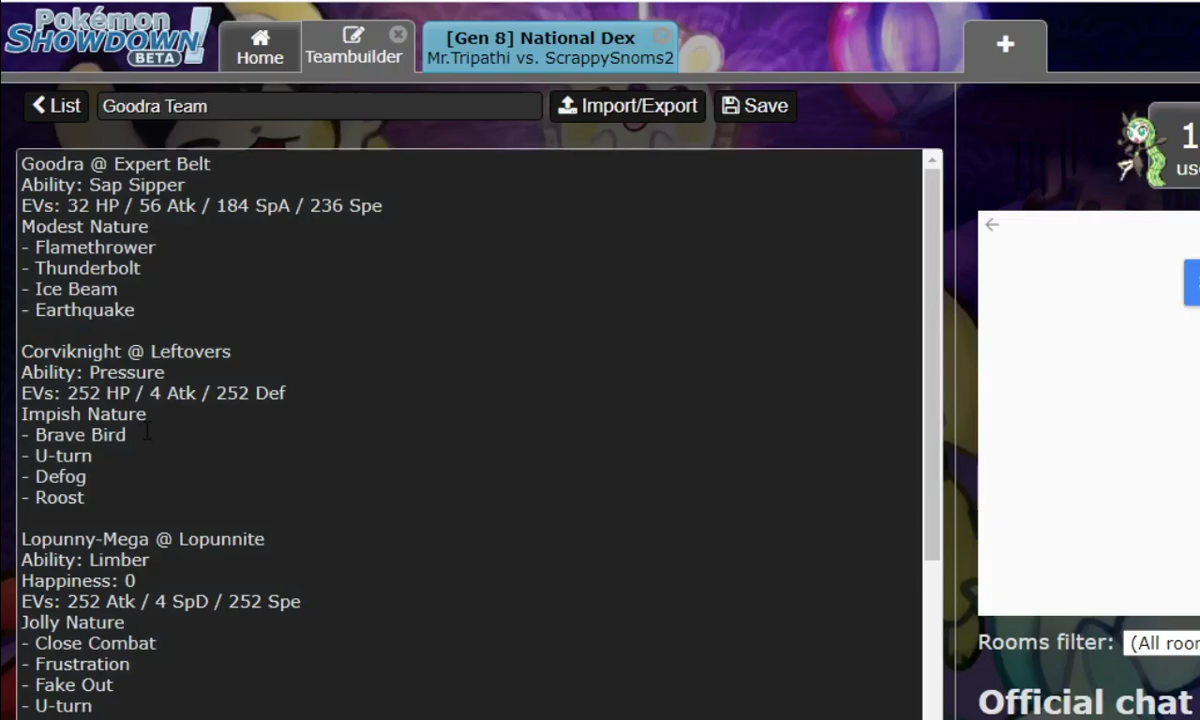 Pokémon
SHOWDOWN!
BETA
Home
Teambuilder
[Gen 8] National Dex
Mr.Tripathi vs. ScrappySnoms2
+
List
Goodra Team
Import/Export
Save
Goodra @ Expert Belt
Ability: Sap Sipper
EVs: 32 HP / 56 Atk / 184 SpA / 236 Spe
Modest Nature
- Flamethrower
- Thunderbolt
- Ice Beam
- Earthquake
Corviknight @ Leftovers
Ability: Pressure
EVs: 252 HP / 4 Atk / 252 Def
Impish Nature
- Brave Bird
- U-turn
- Defog
- Roost
Lopunny-Mega @ Lopunnite
Ability: Limber
Happiness: 0
EVs: 252 Atk / 4 SpD / 252 Spe
Jolly Nature
- Close Combat
- Frustration
- Fake Out
- U-turn
1
Rooms filter:
(All
Official chat